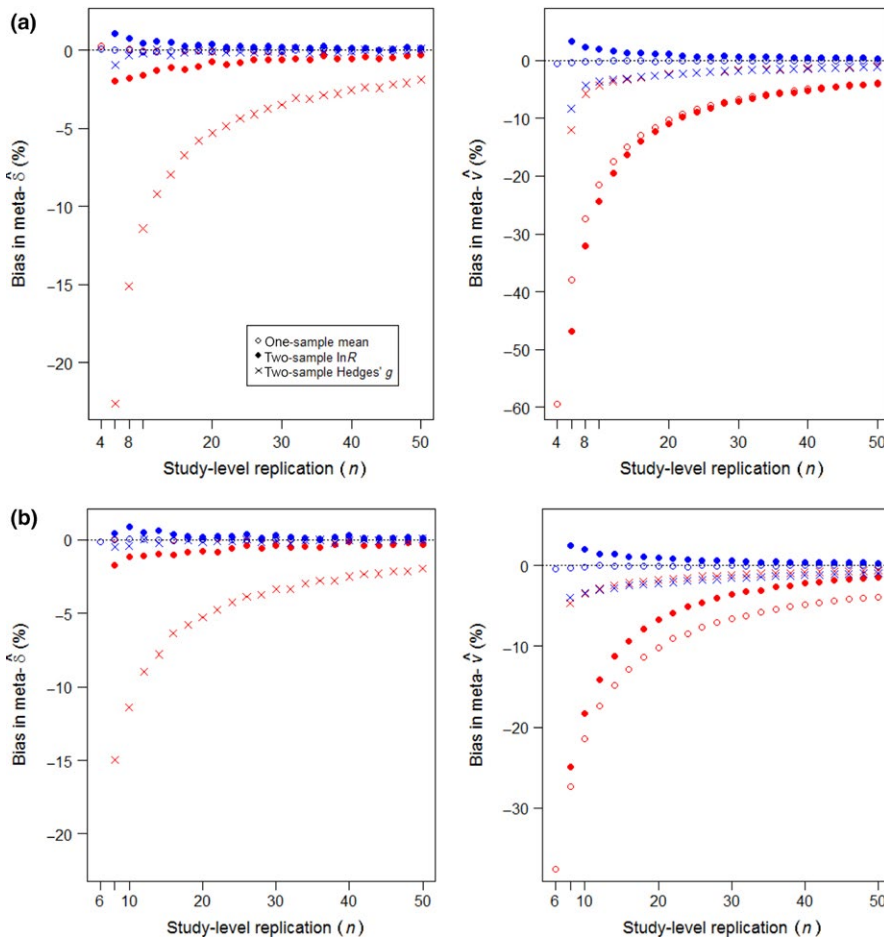 (a)
Bias in meta- δ̂ (%)
0
−5
−10
−15
−20
One-sample mean
Two-sample lnR
Two-sample Hedges' g
4 8 20 30 40 50
Study-level replication (n)
Bias in meta- v̂ (%)
0
−10
−20
−30
−40
−50
−60
4 8 20 30 40 50
Study-level replication (n)
(b)
Bias in meta- δ̂ (%)
0
−5
−10
−15
−20
6 10 20 30 40 50
Study-level replication (n)
Bias in meta- v̂ (%)
0
−10
−20
−30
6 10 20 30 40 50
Study-level replication (n)